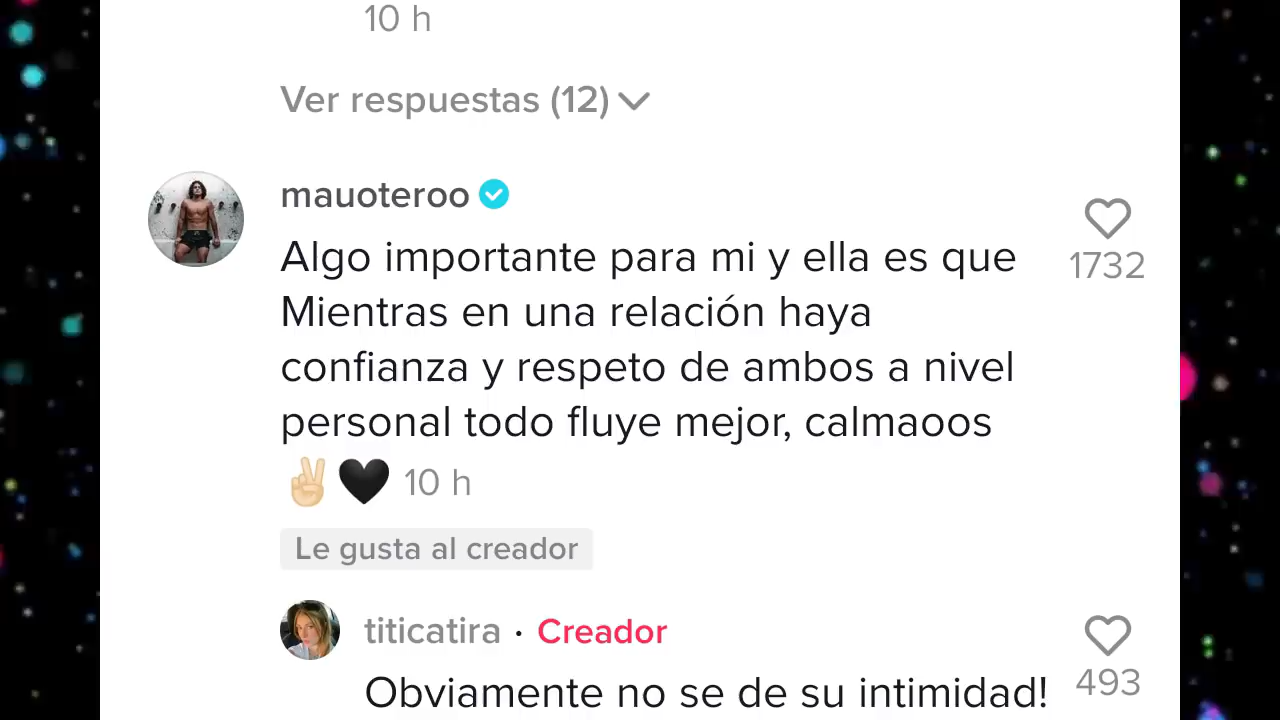 10 h
Ver respuestas (12)
mauoteroo
1732
Algo importante para mi y ella es que
Mientras en una relación haya
confianza y respeto de ambos a nivel
personal todo fluye mejor, calmaoos
✌🏻🖤 10 h
Le gusta al creador
titicatira · Creador
493
Obviamente no se de su intimidad!